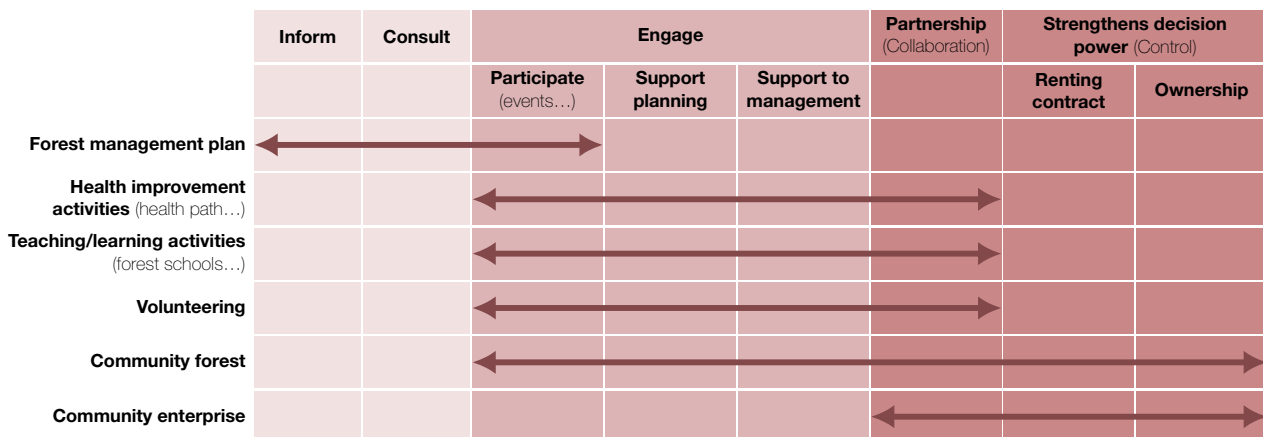 Inform
Consult
Engage
Partnership
(Collaboration)
Strengthens decision
power (Control)
Participate
(events…)
Support
planning
Support to
management
Renting
contract
Ownership
Forest management plan
Health improvement
activities (health path…)
Teaching/learning activities
(forest schools…)
Volunteering
Community forest
Community enterprise